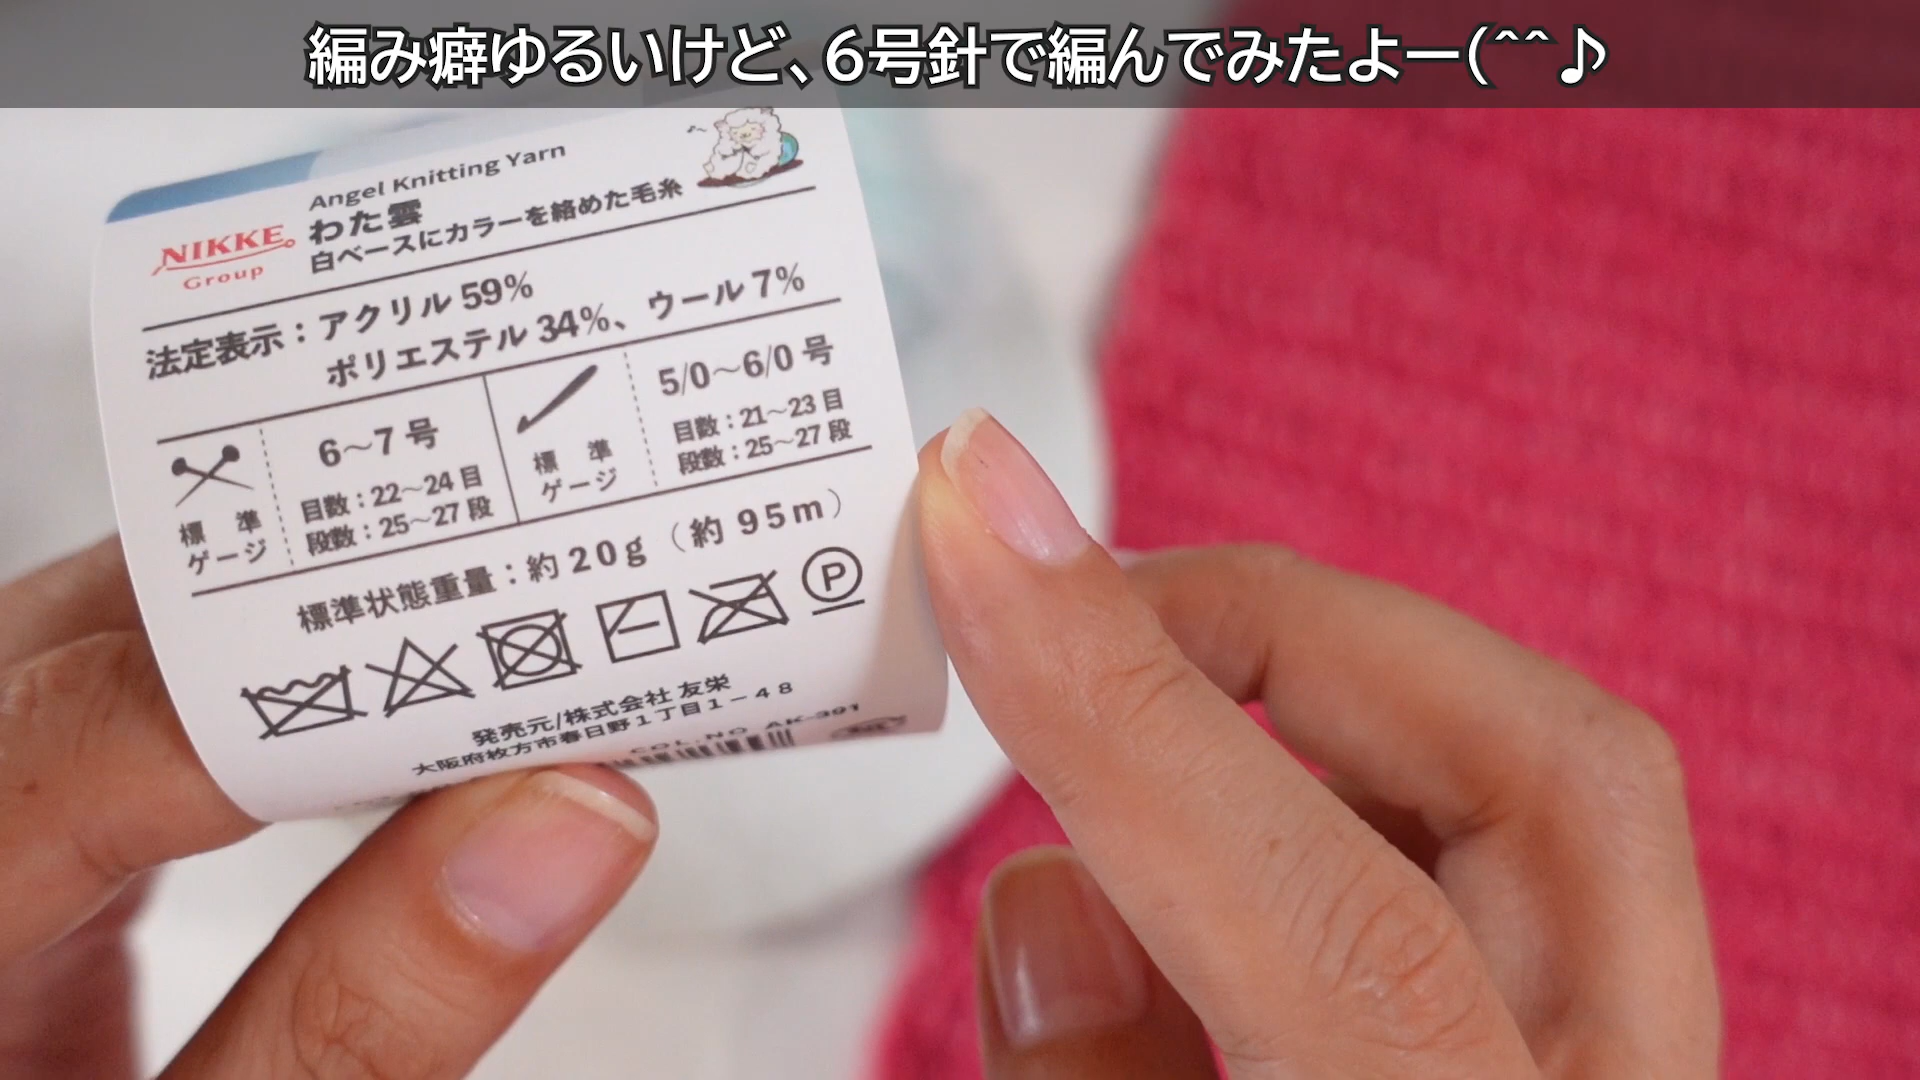 編み癖ゆるいけど、6号針で編んでみたよー(^^♪
Angel Knitting Yarn
わた雲
白ベースにカラーを絡めた毛糸
NIKKE
Group
法定表示：アクリル 59%
ポリエステル 34%、ウール 7%
標準
ゲージ
6～7 号
目数：22～24 目
段数：25～27 段
標準
ゲージ
5/0～6/0 号
目数：21～23 目
段数：25～27 段
標準状態重量：約 20g（約 95m）
P
発売元/株式会社 友栄
大阪府枚方市春日野1丁目1－48
COL.NO AK-391